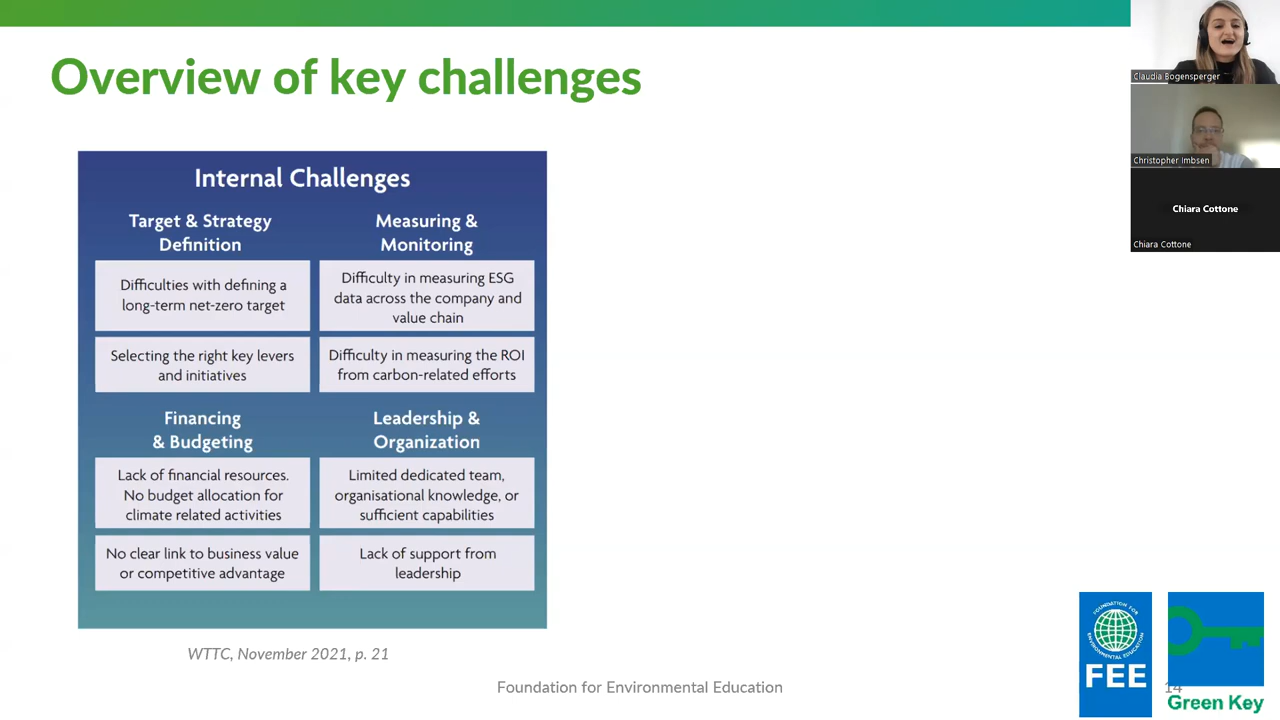 Overview of key challenges
Internal Challenges
Target & Strategy
Definition
Difficulties with defining a
long-term net-zero target
Selecting the right key levers
and initiatives
Measuring &
Monitoring
Difficulty in measuring ESG
data across the company and
value chain
Difficulty in measuring the ROI
from carbon-related efforts
Financing
& Budgeting
Lack of financial resources.
No budget allocation for
climate related activities
No clear link to business value
or competitive advantage
Leadership &
Organization
Limited dedicated team,
organisational knowledge, or
sufficient capabilities
Lack of support from
leadership
WTTC, November 2021, p. 21
Foundation for Environmental Education
14
FOUNDATION FOR
ENVIRONMENTAL EDUCATION
FEE
Green Key
Claudia Bogensperger
Christopher Imbsen
Chiara Cottone
Chiara Cottone